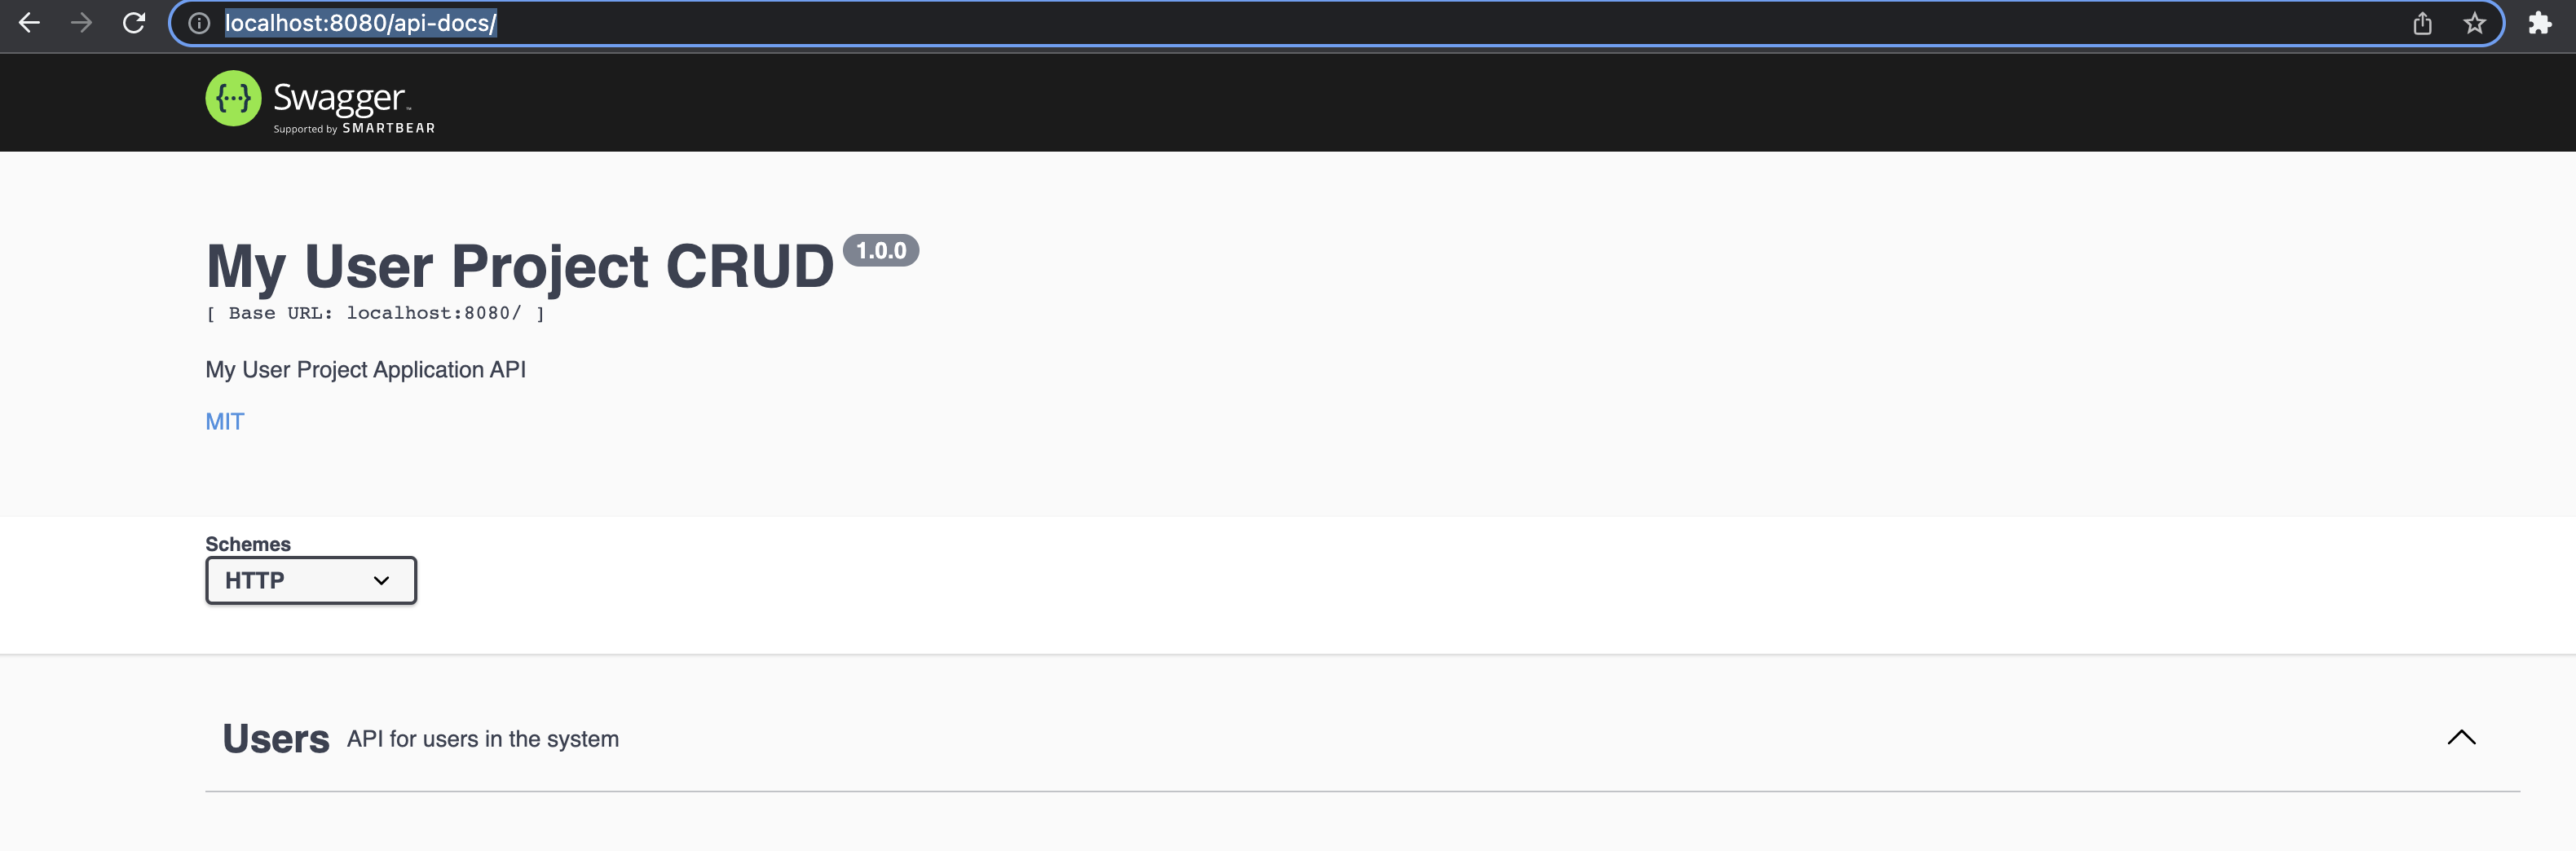 localhost:8080/api-docs/
{···} Swagger™
Supported by SMARTBEAR
My User Project CRUD 1.0.0
[ Base URL: localhost:8080/ ]
My User Project Application API
MIT
Schemes
HTTP
Users API for users in the system